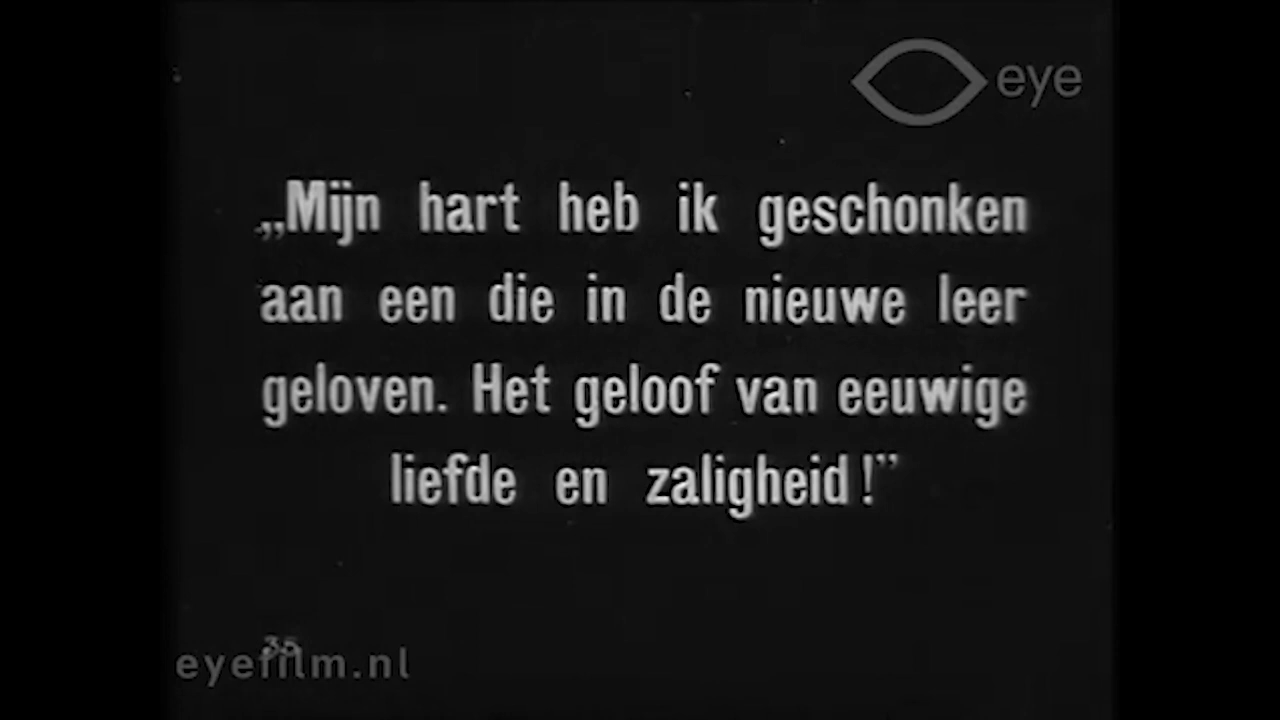 eye
„Mijn hart heb ik geschonken
aan een die in de nieuwe leer
geloven. Het geloof van eeuwige
liefde en zaligheid!”
35
eyefilm.nl